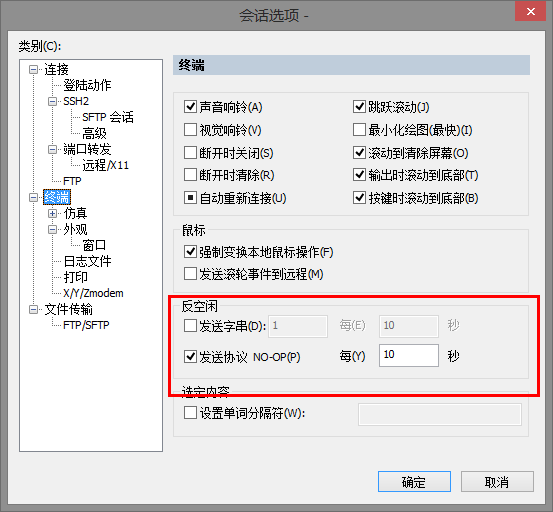 会话选项 -
类别(C):
连接
登陆动作
SSH2
SFTP 会话
高级
端口转发
远程/X11
FTP
终端
仿真
外观
窗口
日志文件
打印
X/Y/Zmodem
文件传输
FTP/SFTP
终端
声音响铃(A) 跳跃滚动(J)
视觉响铃(V) 最小化绘图(最快)(I)
断开时关闭(S) 滚动到清除屏幕(O)
断开时清除(R) 输出时滚动到底部(T)
自动重新连接(U) 按键时滚动到底部(B)
鼠标
强制变换本地鼠标操作(F)
发送滚轮事件到远程(M)
反空闲
发送字串(D): 1 每(E) 10 秒
发送协议 NO-OP(P) 每(Y) 10 秒
选定内容
设置单词分隔符(W):
确定 取消